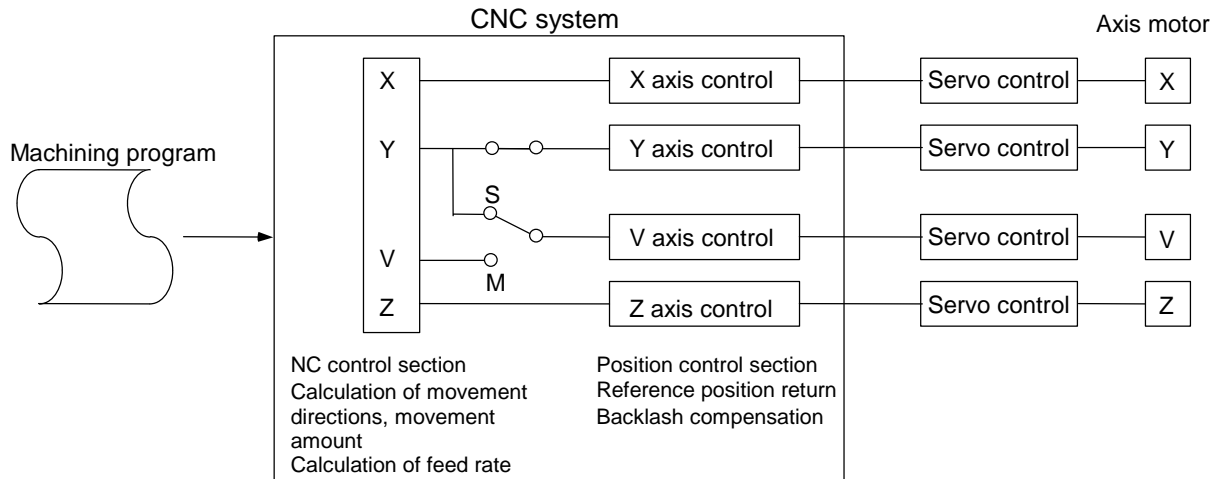 CNC system
Axis motor
Machining program
X
X axis control
Servo control
X
Y
Y axis control
Servo control
Y
S
V axis control
Servo control
V
V
M
Z
Z axis control
Servo control
Z
NC control section
Calculation of movement
directions, movement
amount
Calculation of feed rate
Position control section
Reference position return
Backlash compensation